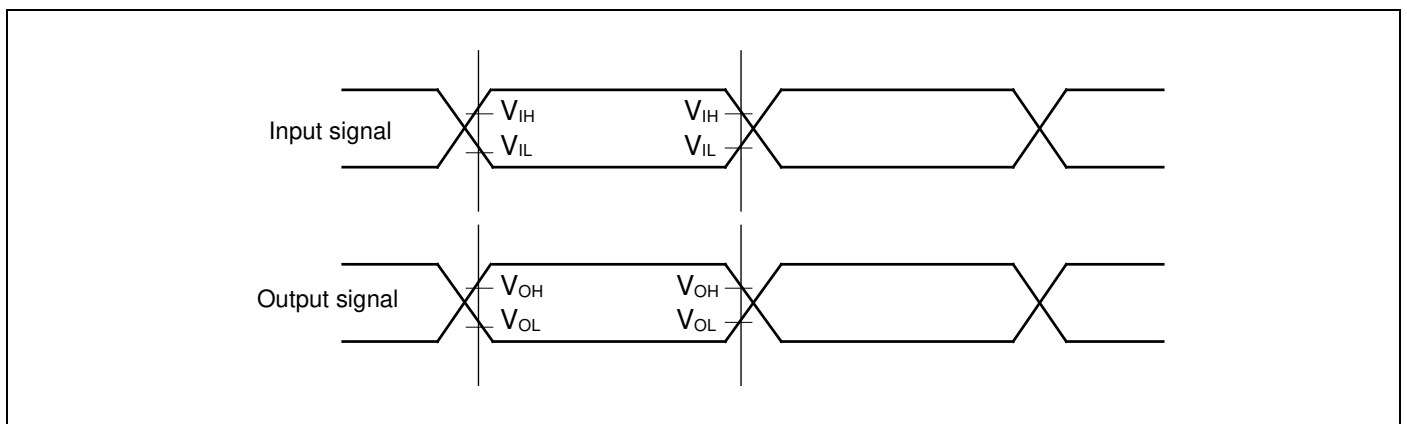 Input signal
VIH
VIH
VIL
VIL
Output signal
VOH
VOH
VOL
VOL